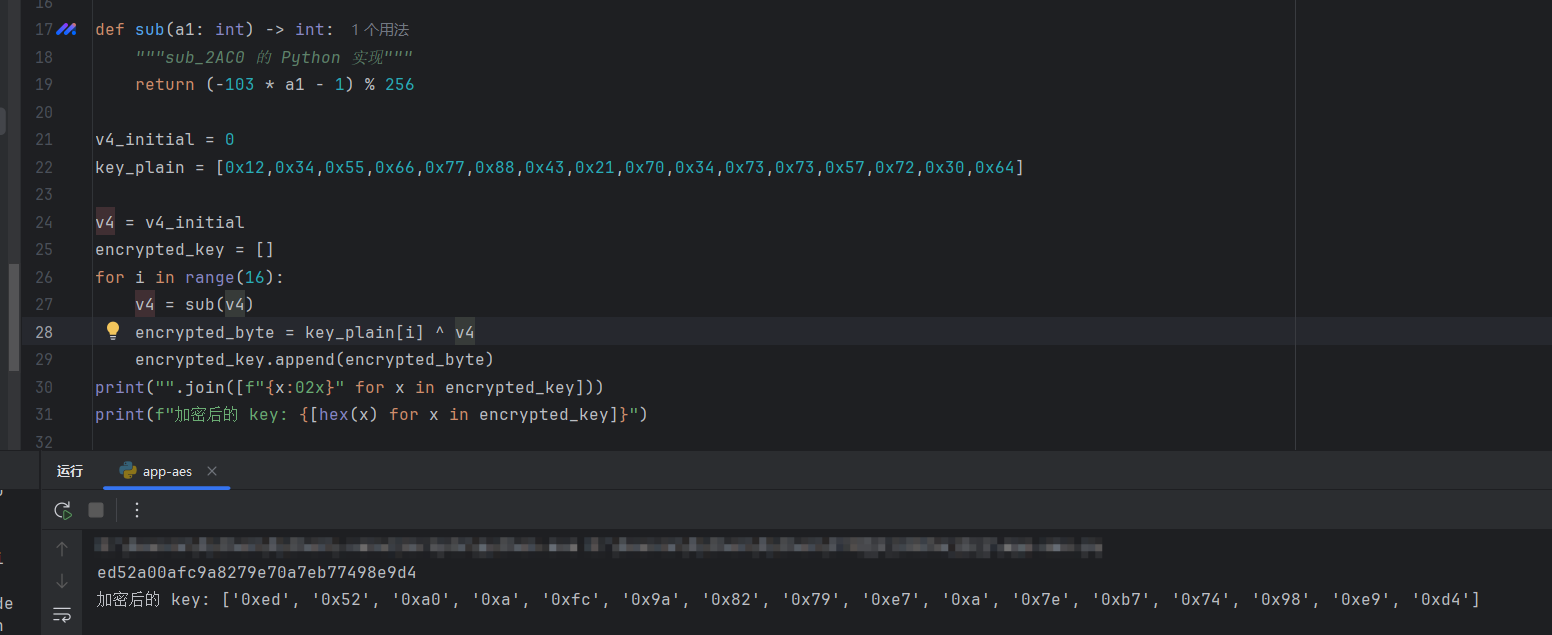 16
17 def sub(a1: int) -> int: 1 个用法
18 """sub_2AC0 的 Python 实现"""
19 return (-103 * a1 - 1) % 256
20
21 v4_initial = 0
22 key_plain = [0x12,0x34,0x55,0x66,0x77,0x88,0x43,0x21,0x70,0x34,0x73,0x73,0x57,0x72,0x30,0x64]
23
24 v4 = v4_initial
25 encrypted_key = []
26 for i in range(16):
27 v4 = sub(v4)
28 encrypted_byte = key_plain[i] ^ v4
29 encrypted_key.append(encrypted_byte)
30 print("".join([f"{x:02x}" for x in encrypted_key]))
31 print(f"加密后的 key: {[hex(x) for x in encrypted_key]}")
32
运行 app-aes
ed52a00afc9a8279e70a7eb77498e9d4
加密后的 key: ['0xed', '0x52', '0xa0', '0xa', '0xfc', '0x9a', '0x82', '0x79', '0xe7', '0xa', '0x7e', '0xb7', '0x74', '0x98', '0xe9', '0xd4']
de